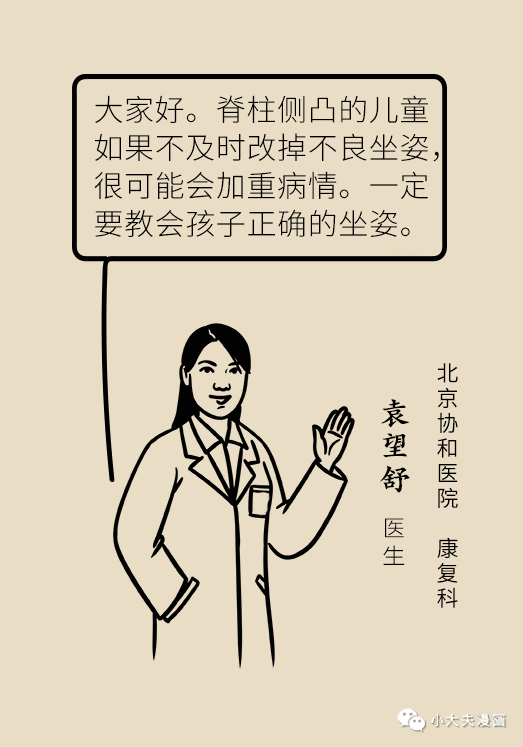 大家好。脊柱侧凸的儿童
如果不及时改掉不良坐姿，
很可能会加重病情。一定
要教会孩子正确的坐姿。
北京协和医院 康复科
袁望舒 医生
小大夫漫画